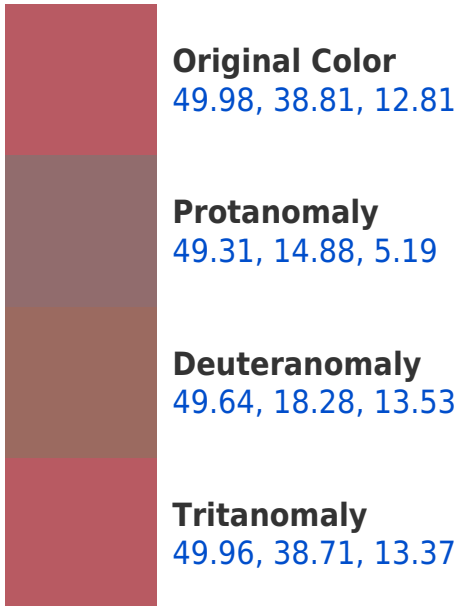 Original Color
49.98, 38.81, 12.81
Protanomaly
49.31, 14.88, 5.19
Deuteranomaly
49.64, 18.28, 13.53
Tritanomaly
49.96, 38.71, 13.37